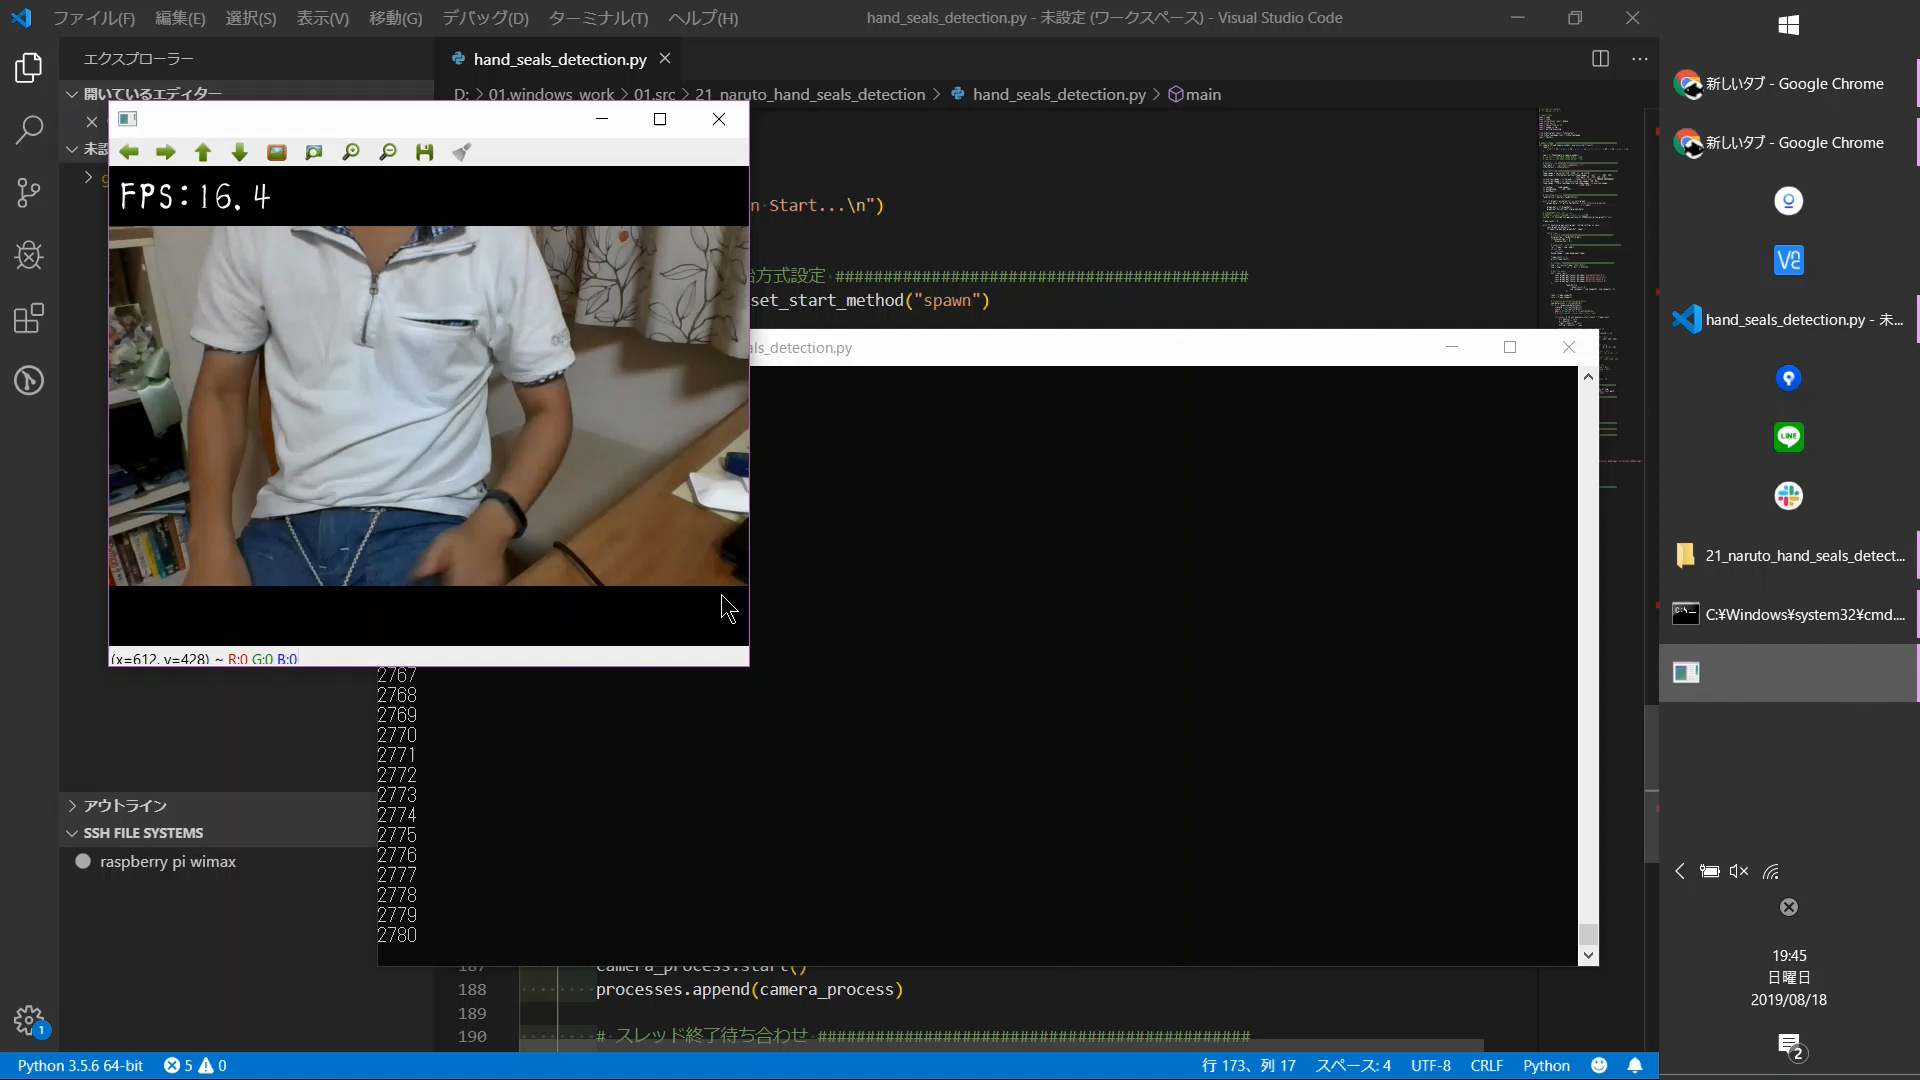 ファイル(F) 編集(E) 選択(S) 表示(V) 移動(G) デバッグ(D) ターミナル(T) ヘルプ(H) hand_seals_detection.py - 未設定 (ワークスペース) - Visual Studio Code
エクスプローラー
hand_seals_detection.py
開いているエディター
D: > 01.windows_work > 01.src > 21_naruto_hand_seals_detection > hand_seals_detection.py > main
未設
g
FPS:16.4
n Start...\n")
方式設定 ###########################################
set_start_method("spawn")
als_detection.py
(x=612, y=428) ~ R:0 G:0 B:0
2767
2768
2769
2770
2771
2772
2773
2774
2775
2776
2777
2778
2779
2780
アウトライン
SSH FILE SYSTEMS
raspberry pi wimax
187 camera_process.start()
188 processes.append(camera_process)
189
190 # スレッド終了待ち合わせ #############################################
1
Python 3.5.6 64-bit 5 0 行 173、列 17 スペース: 4 UTF-8 CRLF Python
新しいタブ - Google Chrome
新しいタブ - Google Chrome
V2
hand_seals_detection.py - 未...
LINE
21_naruto_hand_seals_detect...
C:¥Windows¥system32¥cmd....
19:45
日曜日
2019/08/18
2